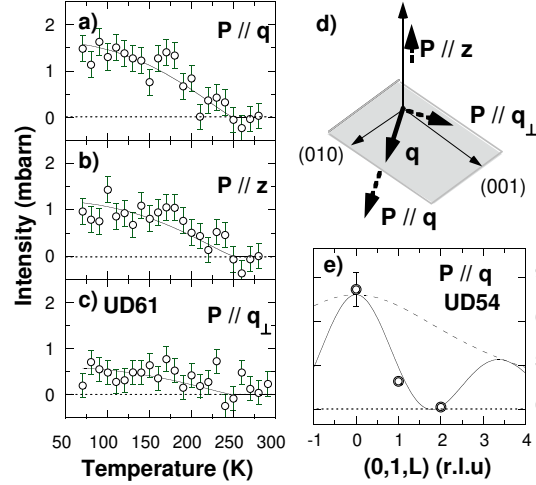 a)
P // q
2
1
0
b)
P // z
2
1
0
c)
UD61
P // q⊥
2
1
0
Intensity (mbarn)
50 100 150 200 250 300
Temperature (K)
d)
P // z
P // q⊥
q
(010)
(001)
P // q
e)
P // q
UD54
-1 0 1 2 3 4
(0,1,L) (r.l.u)